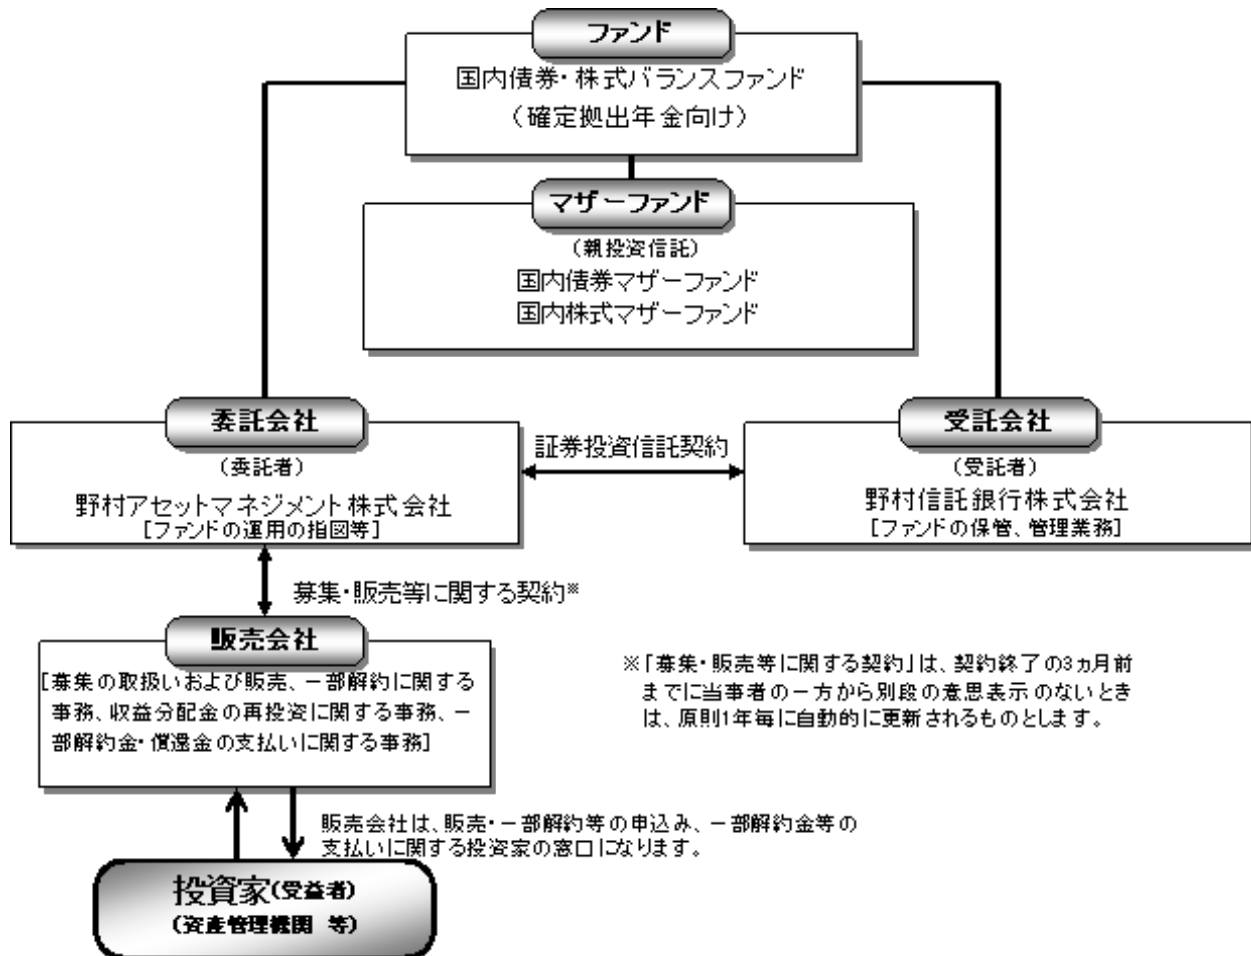 ファンド
国内債券・株式バランスファンド
（確定拠出年金向け）
マザーファンド
（親投資信託）
国内債券マザーファンド
国内株式マザーファンド
委託会社
（委託者）
野村アセットマネジメント株式会社
[ファンドの運用の指図等]
証券投資信託契約
受託会社
（受託者）
野村信託銀行株式会社
[ファンドの保管、管理業務]
募集・販売等に関する契約※
販売会社
[募集の取扱いおよび販売、一部解約に関する
事務、収益分配金の再投資に関する事務、一
部解約金・償還金の支払いに関する事務]
※「募集・販売等に関する契約」は、契約終了の3ヵ月前
までに当事者の一方から別段の意思表示のないとき
は、原則1年毎に自動的に更新されるものとします。
販売会社は、販売・一部解約等の申込み、一部解約金等の
支払いに関する投資家の窓口になります。
投資家(受益者)
(資産管理機関 等)